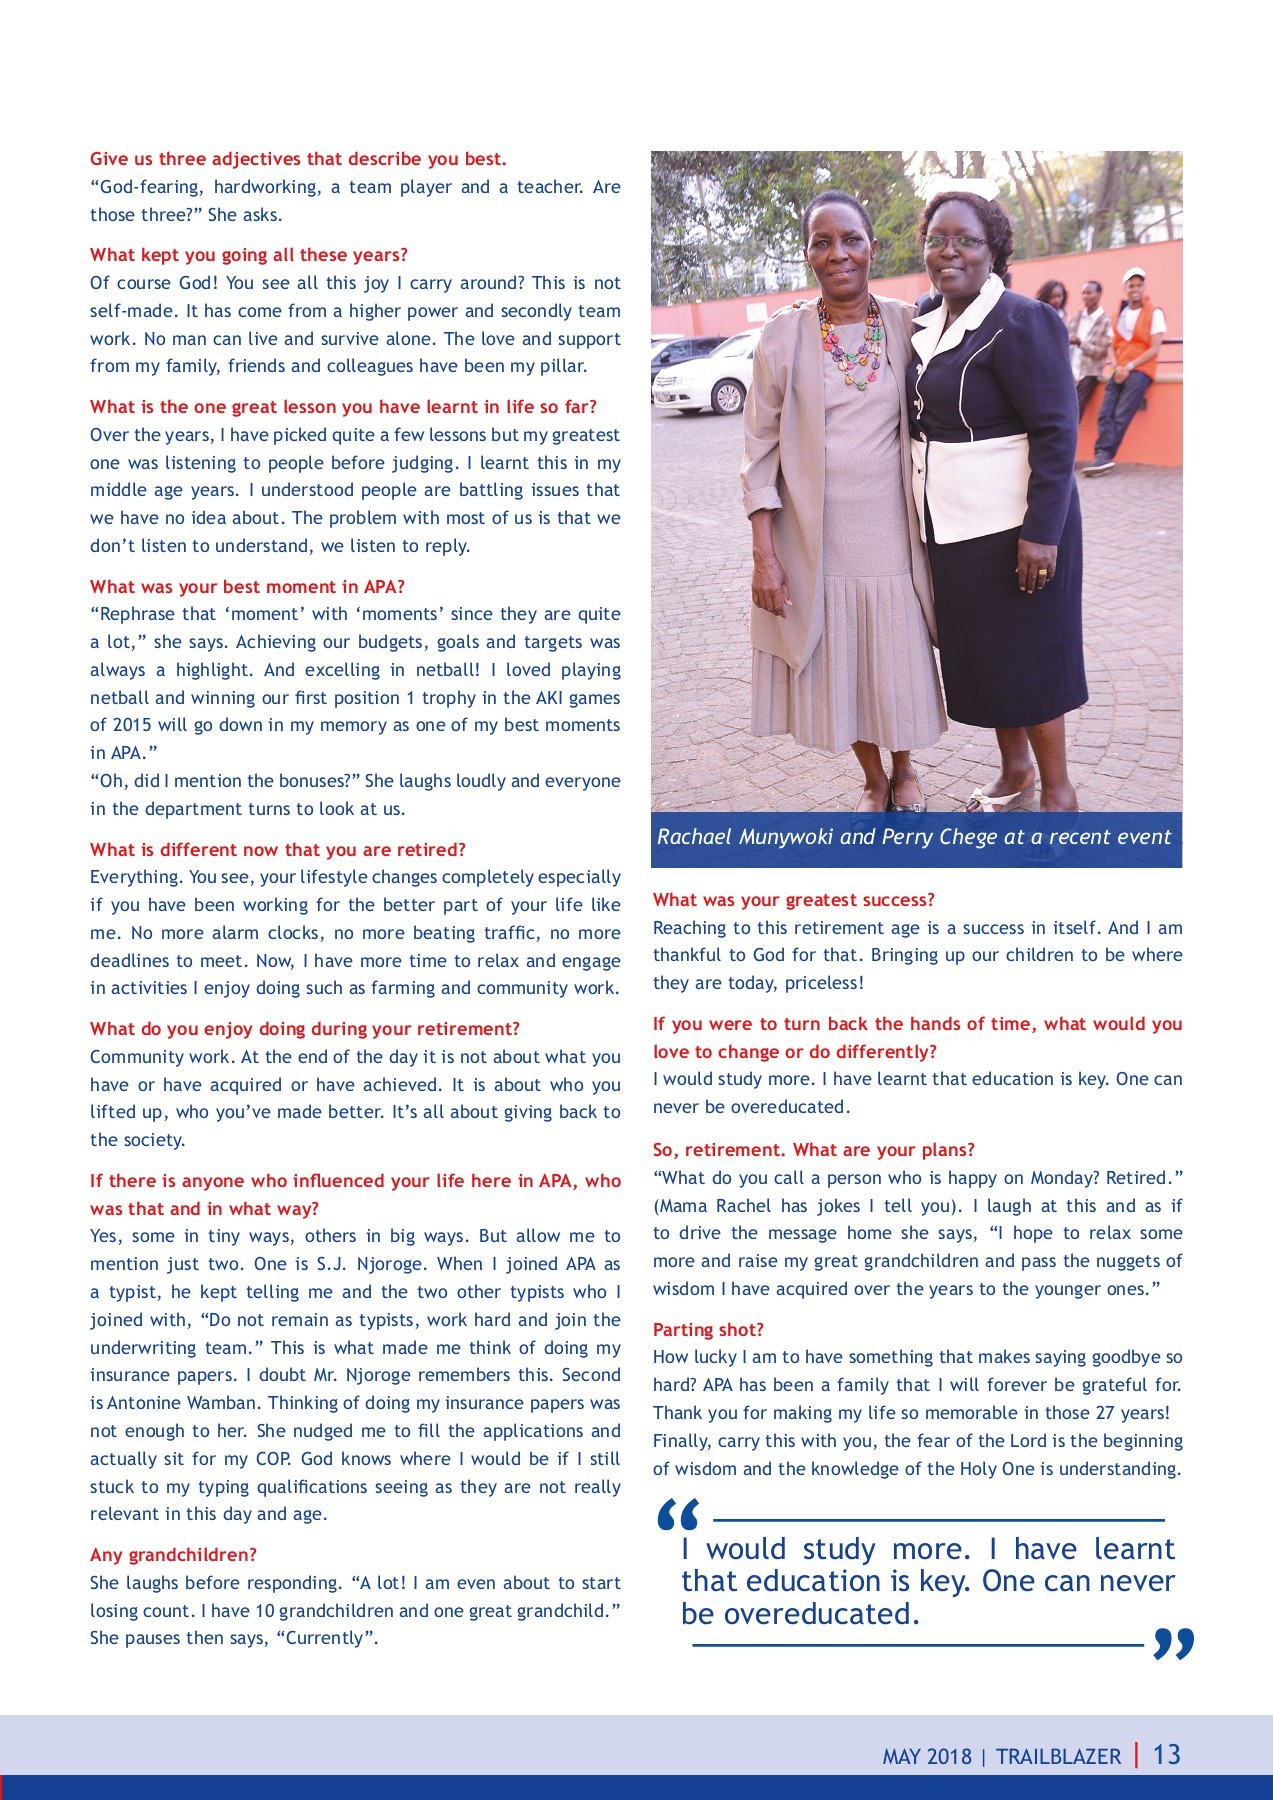 Give us three adjectives that describe you best.
“God-fearing, hardworking, a team player and a teacher. Are
those three?” She asks.
What kept you going all these years?
Of course God! You see all this joy I carry around? This is not
self-made. It has come from a higher power and secondly team
work. No man can live and survive alone. The love and support
from my family, friends and colleagues have been my pillar.
What is the one great lesson you have learnt in life so far?
Over the years, I have picked quite a few lessons but my greatest
one was listening to people before judging. I learnt this in my
middle age years. I understood people are battling issues that
we have no idea about. The problem with most of us is that we
don’t listen to understand, we listen to reply.
What was your best moment in APA?
“Rephrase that ‘moment’ with ‘moments’ since they are quite
a lot,” she says. Achieving our budgets, goals and targets was
always a highlight. And excelling in netball! I loved playing
netball and winning our first position 1 trophy in the AKI games
of 2015 will go down in my memory as one of my best moments
in APA.”
“Oh, did I mention the bonuses?” She laughs loudly and everyone
in the department turns to look at us.
What is different now that you are retired?
Everything. You see, your lifestyle changes completely especially
if you have been working for the better part of your life like
me. No more alarm clocks, no more beating traffic, no more
deadlines to meet. Now, I have more time to relax and engage
in activities I enjoy doing such as farming and community work.
What do you enjoy doing during your retirement?
Community work. At the end of the day it is not about what you
have or have acquired or have achieved. It is about who you
lifted up, who you’ve made better. It’s all about giving back to
the society.
If there is anyone who influenced your life here in APA, who
was that and in what way?
Yes, some in tiny ways, others in big ways. But allow me to
mention just two. One is S.J. Njoroge. When I joined APA as
a typist, he kept telling me and the two other typists who I
joined with, “Do not remain as typists, work hard and join the
underwriting team.” This is what made me think of doing my
insurance papers. I doubt Mr. Njoroge remembers this. Second
is Antonine Wamban. Thinking of doing my insurance papers was
not enough to her. She nudged me to fill the applications and
actually sit for my COP. God knows where I would be if I still
stuck to my typing qualifications seeing as they are not really
relevant in this day and age.
Any grandchildren?
She laughs before responding. “A lot! I am even about to start
losing count. I have 10 grandchildren and one great grandchild.”
She pauses then says, “Currently”.
Rachael Munywoki and Perry Chege at a recent event
What was your greatest success?
Reaching to this retirement age is a success in itself. And I am
thankful to God for that. Bringing up our children to be where
they are today, priceless!
If you were to turn back the hands of time, what would you
love to change or do differently?
I would study more. I have learnt that education is key. One can
never be overeducated.
So, retirement. What are your plans?
“What do you call a person who is happy on Monday? Retired.”
(Mama Rachel has jokes I tell you). I laugh at this and as if
to drive the message home she says, “I hope to relax some
more and raise my great grandchildren and pass the nuggets of
wisdom I have acquired over the years to the younger ones.”
Parting shot?
How lucky I am to have something that makes saying goodbye so
hard? APA has been a family that I will forever be grateful for.
Thank you for making my life so memorable in those 27 years!
Finally, carry this with you, the fear of the Lord is the beginning
of wisdom and the knowledge of the Holy One is understanding.
“
I would study more. I have learnt
that education is key. One can never
be overeducated.
”
MAY 2018 | TRAILBLAZER | 13